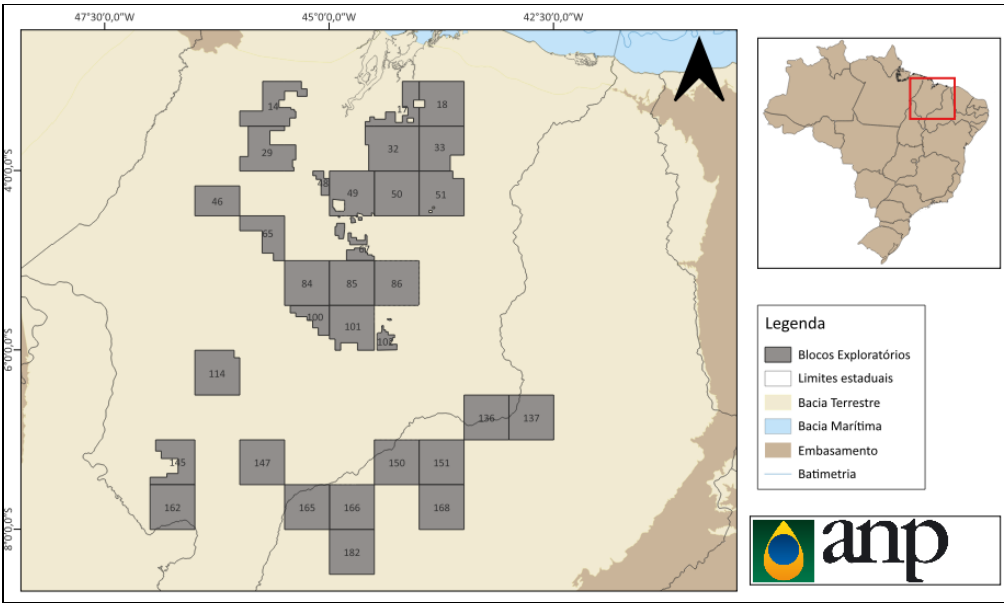 47°30'0,0"W
45°0'0,0"W
42°30'0,0"W
4°0'0,0"S
6°0'0,0"S
8°0'0,0"S
14
17
18
29
32
33
46
48
49
50
51
65
67
84
85
86
100
101
102
114
136
137
145
147
150
151
162
165
166
168
182
Legenda
Blocos Exploratórios
Limites estaduais
Bacia Terrestre
Bacia Marítima
Embasamento
Batimetria
anp